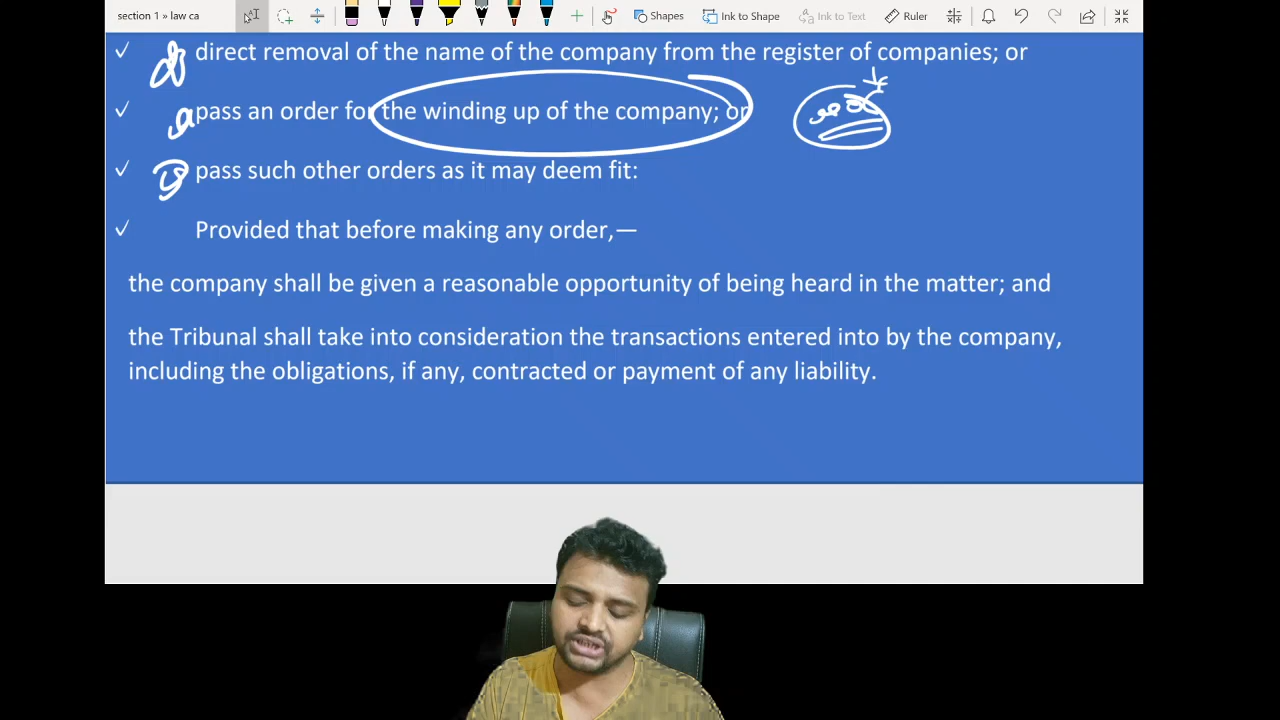 section 1 » law ca
Shapes
Ink to Shape
Ink to Text
Ruler
direct removal of the name of the company from the register of companies; or
pass an order for the winding up of the company; or
pass such other orders as it may deem fit:
Provided that before making any order,—
the company shall be given a reasonable opportunity of being heard in the matter; and
the Tribunal shall take into consideration the transactions entered into by the company,
including the obligations, if any, contracted or payment of any liability.